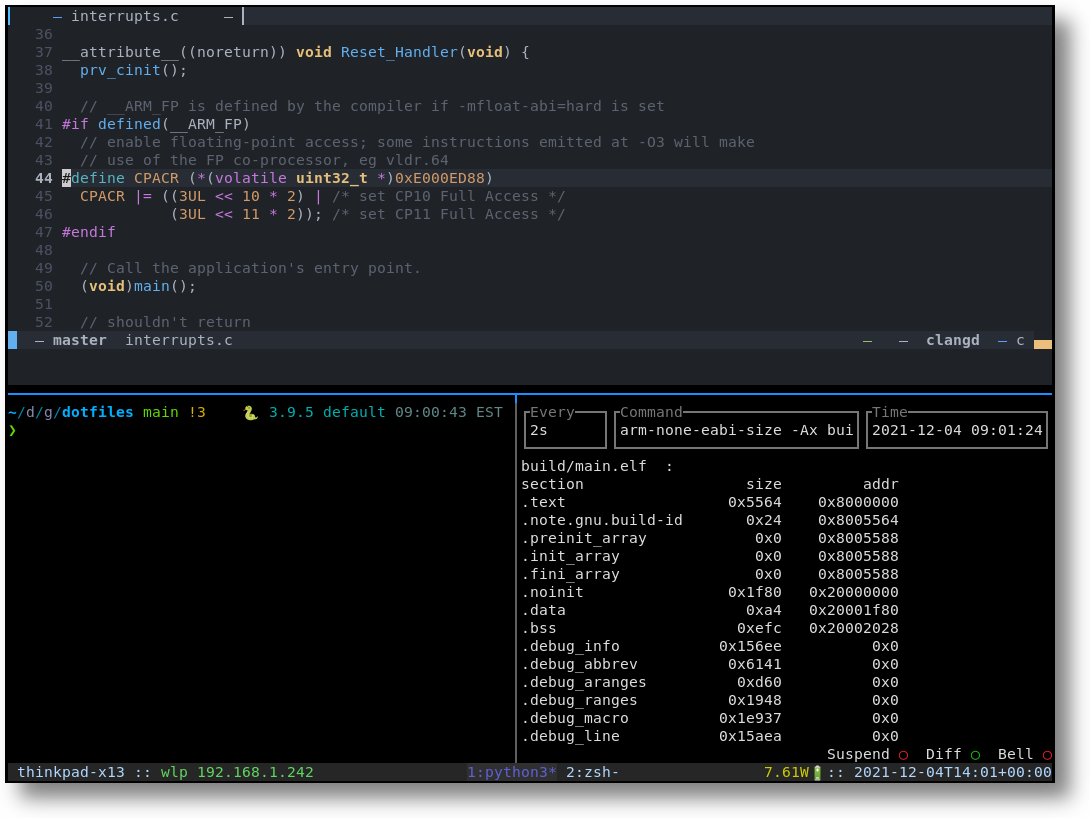 — interrupts.c —
36
37 __attribute__((noreturn)) void Reset_Handler(void) {
38 prv_cinit();
39
40 // __ARM_FP is defined by the compiler if -mfloat-abi=hard is set
41 #if defined(__ARM_FP)
42 // enable floating-point access; some instructions emitted at -O3 will make
43 // use of the FP co-processor, eg vldr.64
44 #define CPACR (*(volatile uint32_t *)0xE000ED88)
45 CPACR |= ((3UL << 10 * 2) | /* set CP10 Full Access */
46 (3UL << 11 * 2)); /* set CP11 Full Access */
47 #endif
48
49 // Call the application's entry point.
50 (void)main();
51
52 // shouldn't return
— master interrupts.c — — clangd — c
~/d/g/dotfiles main !3 🐍 3.9.5 default 09:00:43 EST
❯
Every
2s
Command
arm-none-eabi-size -Ax bui
Time
2021-12-04 09:01:24
build/main.elf :
section size addr
.text 0x5564 0x8000000
.note.gnu.build-id 0x24 0x8005564
.preinit_array 0x0 0x8005588
.init_array 0x0 0x8005588
.fini_array 0x0 0x8005588
.noinit 0x1f80 0x20000000
.data 0xa4 0x20001f80
.bss 0xefc 0x20002028
.debug_info 0x156ee 0x0
.debug_abbrev 0x6141 0x0
.debug_aranges 0xd60 0x0
.debug_ranges 0x1948 0x0
.debug_macro 0x1e937 0x0
.debug_line 0x15aea 0x0
Suspend ○ Diff ○ Bell ○
thinkpad-x13 :: wlp 192.168.1.242 1:python3* 2:zsh- 7.61W🔋:: 2021-12-04T14:01+00:00